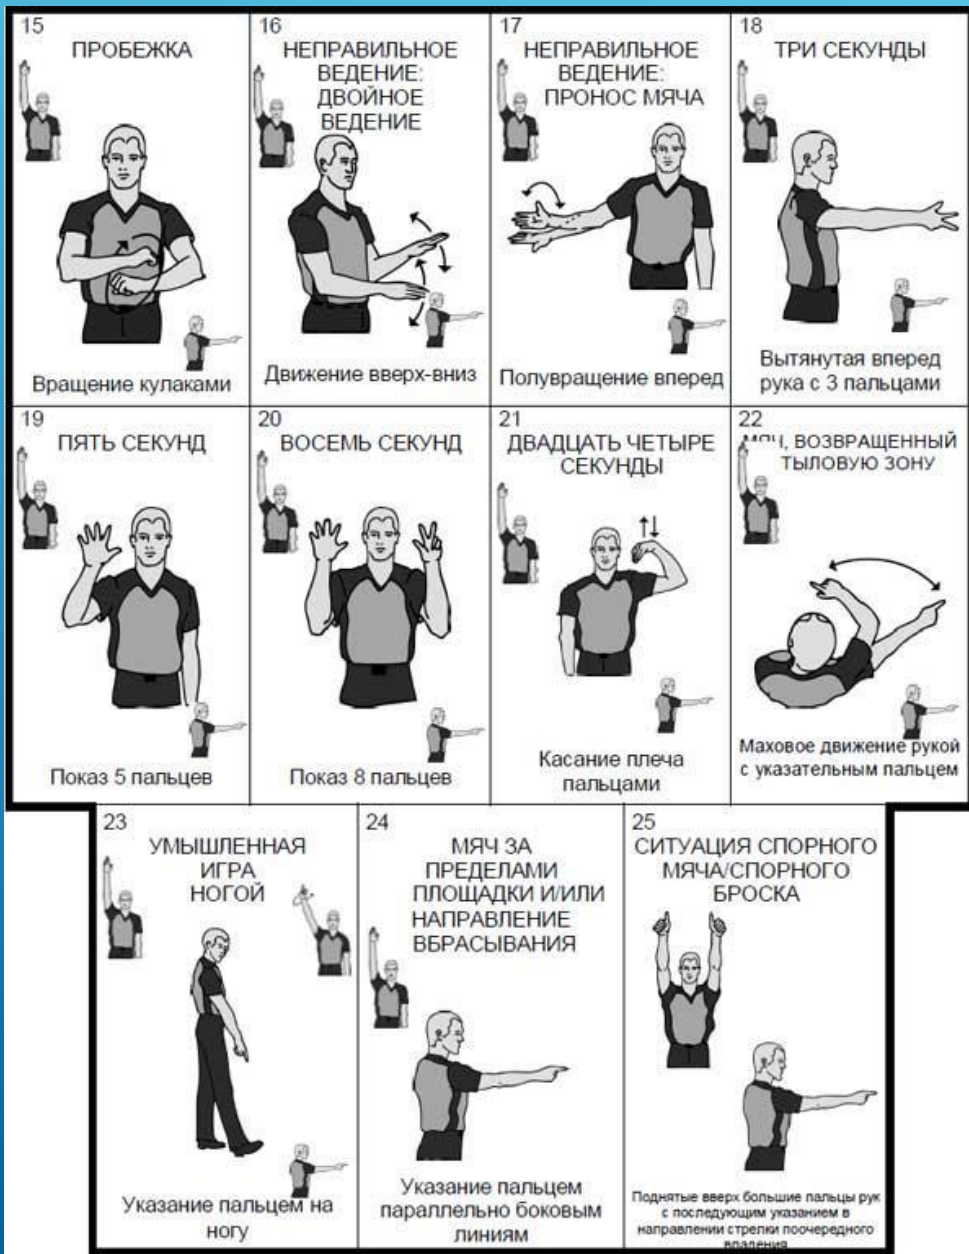 15
ПРОБЕЖКА
Вращение кулаками
16
НЕПРАВИЛЬНОЕ
ВЕДЕНИЕ:
ДВОЙНОЕ
ВЕДЕНИЕ
Движение вверх-вниз
17
НЕПРАВИЛЬНОЕ
ВЕДЕНИЕ:
ПРОНОС МЯЧА
Полувращение вперед
18
ТРИ СЕКУНДЫ
Вытянутая вперед
рука с 3 пальцами
19
ПЯТЬ СЕКУНД
Показ 5 пальцев
20
ВОСЕМЬ СЕКУНД
Показ 8 пальцев
21
ДВАДЦАТЬ ЧЕТЫРЕ
СЕКУНДЫ
Касание плеча
пальцами
22
МЯЧ, ВОЗВРАЩЕННЫЙ
ТЫЛОВУЮ ЗОНУ
Маховое движение рукой
с указательным пальцем
23
УМЫШЛЕННАЯ
ИГРА
НОГОЙ
Указание пальцем на
ногу
24
МЯЧ ЗА
ПРЕДЕЛАМИ
ПЛОЩАДКИ И/ИЛИ
НАПРАВЛЕНИЕ
ВБРАСЫВАНИЯ
Указание пальцем
параллельно боковым
линиям
25
СИТУАЦИЯ СПОРНОГО
МЯЧА/СПОРНОГО
БРОСКА
Поднятые вверх большие пальцы рук
с последующим указанием в
направлении стрелки поочередного
владения